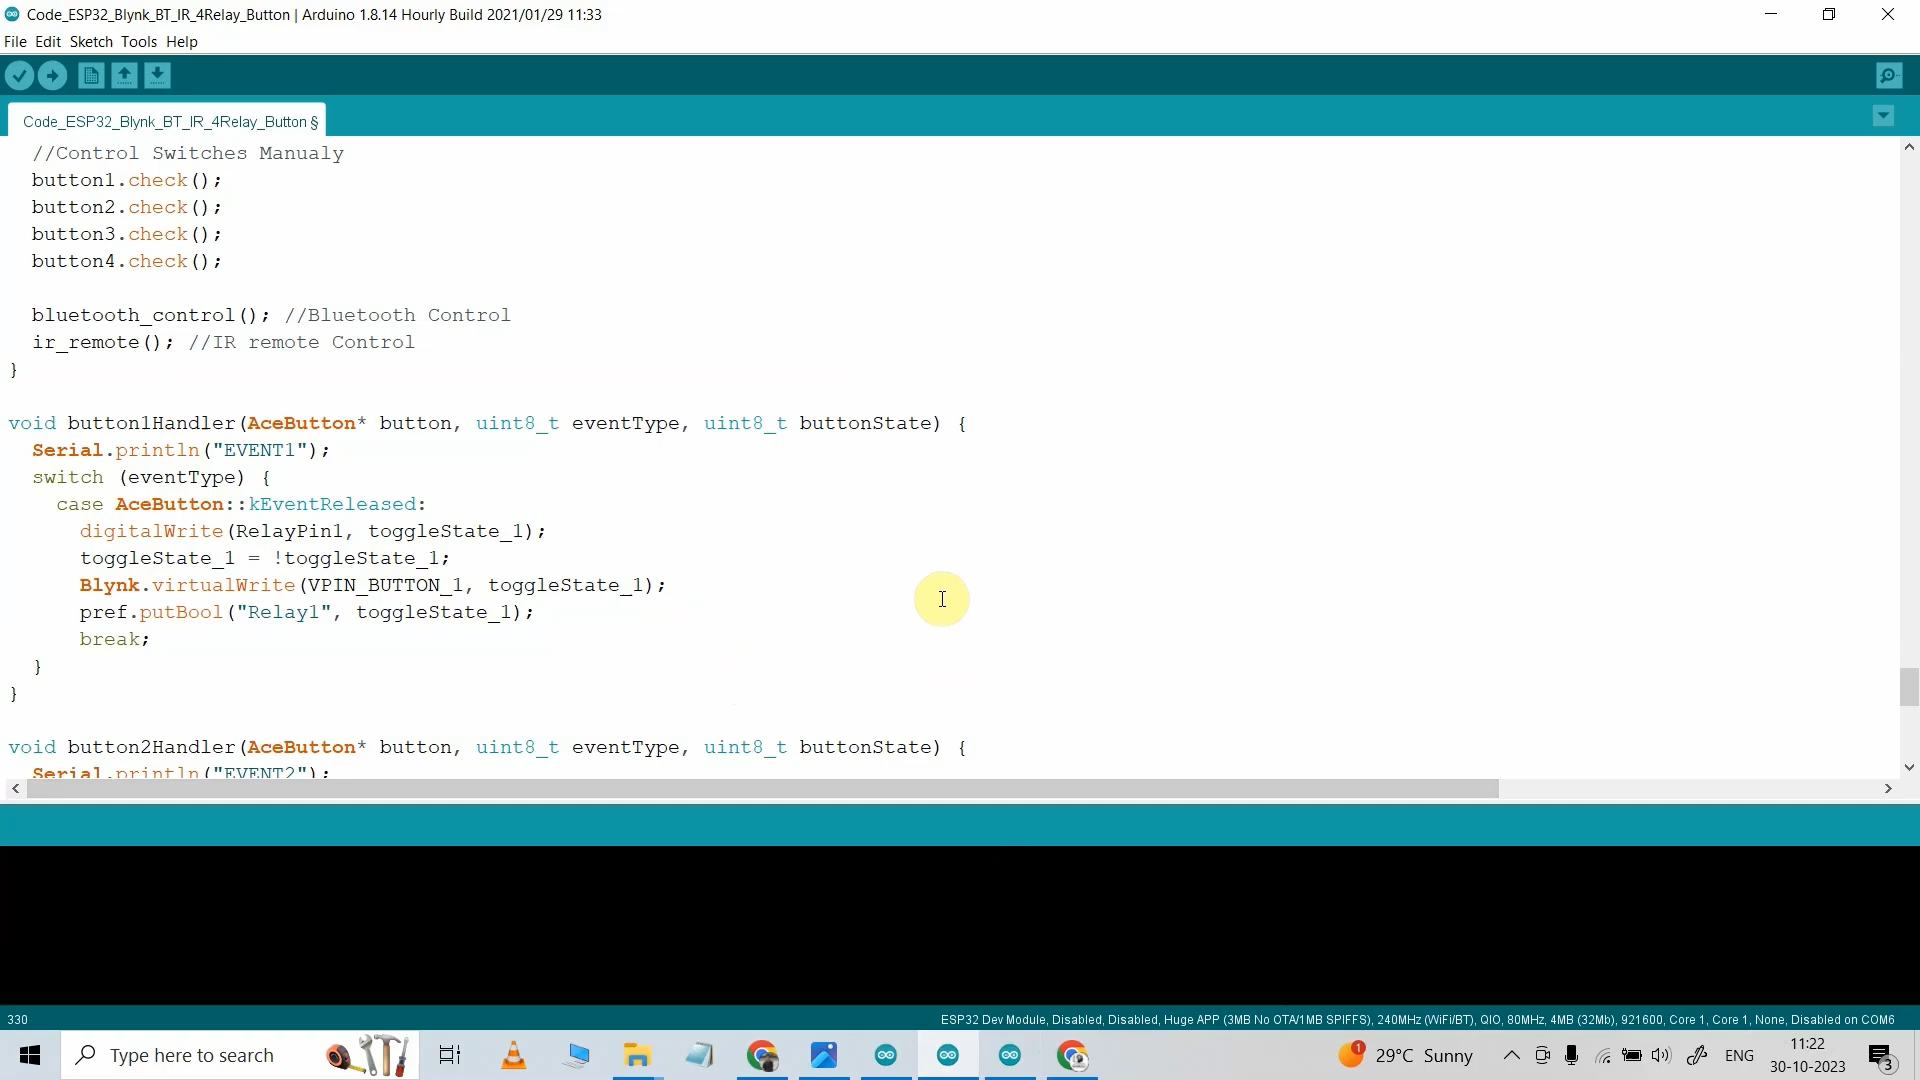 Code_ESP32_Blynk_BT_IR_4Relay_Button | Arduino 1.8.14 Hourly Build 2021/01/29 11:33
File Edit Sketch Tools Help
Code_ESP32_Blynk_BT_IR_4Relay_Button §
//Control Switches Manualy
button1.check();
button2.check();
button3.check();
button4.check();
bluetooth_control(); //Bluetooth Control
ir_remote(); //IR remote Control
}
void button1Handler(AceButton* button, uint8_t eventType, uint8_t buttonState) {
Serial.println("EVENT1");
switch (eventType) {
case AceButton::kEventReleased:
digitalWrite(RelayPin1, toggleState_1);
toggleState_1 = !toggleState_1;
Blynk.virtualWrite(VPIN_BUTTON_1, toggleState_1);
pref.putBool("Relay1", toggleState_1);
break;
}
}
void button2Handler(AceButton* button, uint8_t eventType, uint8_t buttonState) {
Serial.println("EVENT2");
330
ESP32 Dev Module, Disabled, Disabled, Huge APP (3MB No OTA/1MB SPIFFS), 240MHz (WiFi/BT), QIO, 80MHz, 4MB (32Mb), 921600, Core 1, Core 1, None, Disabled on COM6
Type here to search
1
29°C Sunny
ENG
11:22
30-10-2023
3